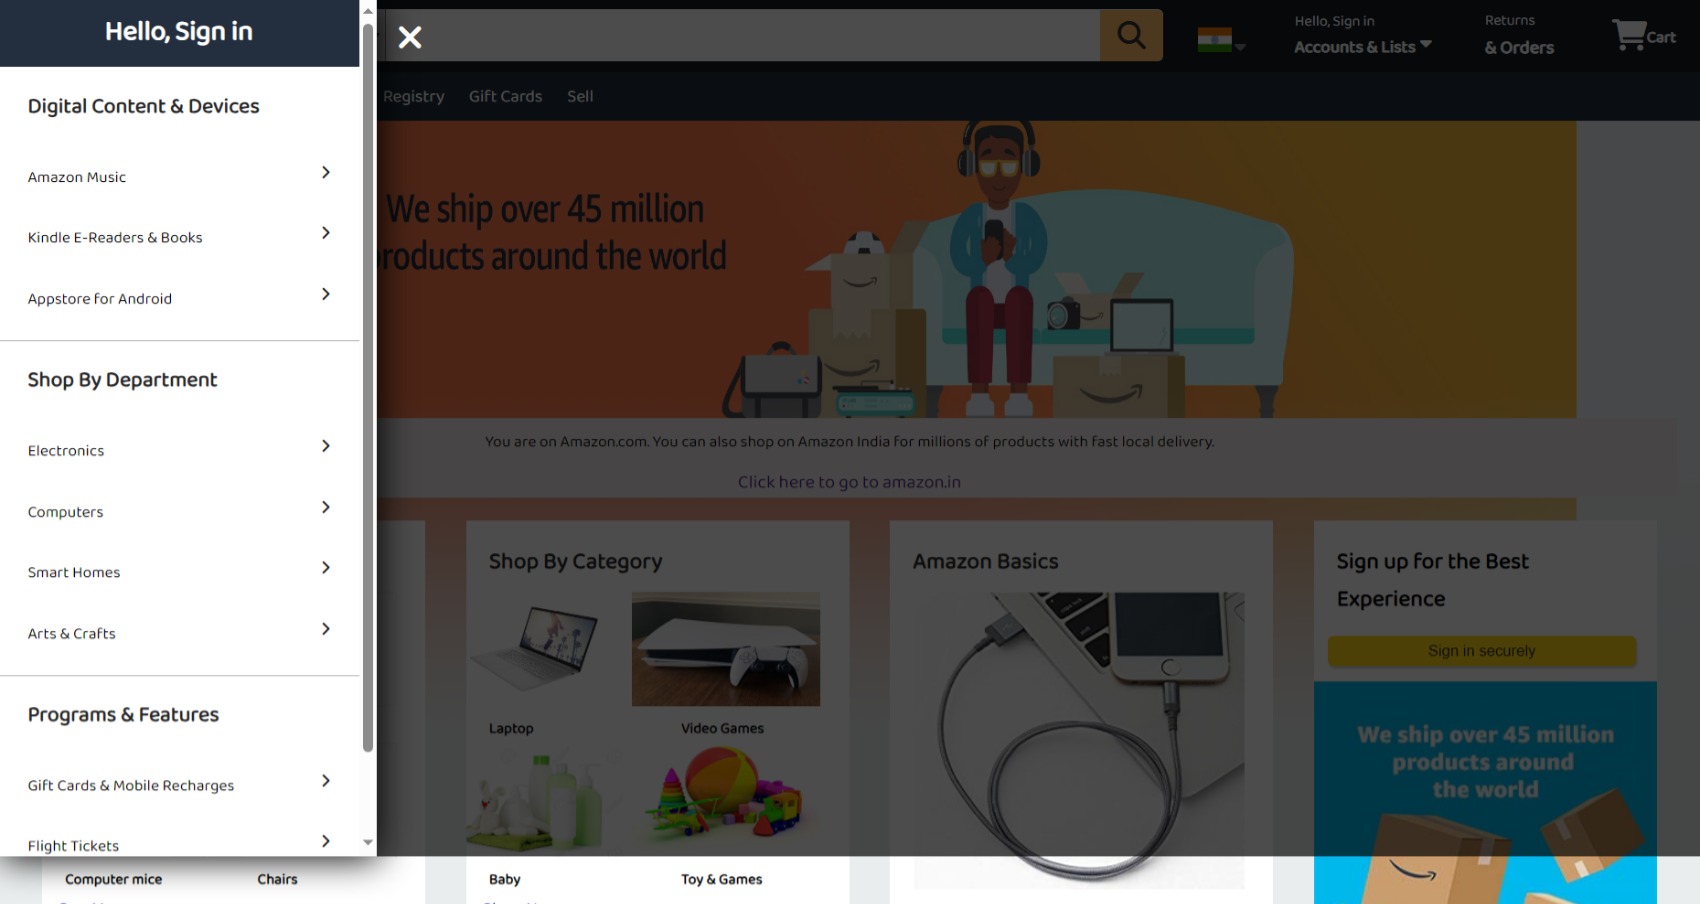 Hello, Sign in
Digital Content & Devices
Amazon Music
Kindle E-Readers & Books
Appstore for Android
Shop By Department
Electronics
Computers
Smart Homes
Arts & Crafts
Programs & Features
Gift Cards & Mobile Recharges
Flight Tickets
Hello, Sign in
Accounts & Lists
Returns
& Orders
Cart
Registry
Gift Cards
Sell
We ship over 45 million
products around the world
You are on Amazon.com. You can also shop on Amazon India for millions of products with fast local delivery.
Click here to go to amazon.in
Computer mice
Chairs
Shop By Category
Laptop
Video Games
Baby
Toy & Games
Amazon Basics
Sign up for the Best
Experience
Sign in securely
We ship over 45 million
products around
the world